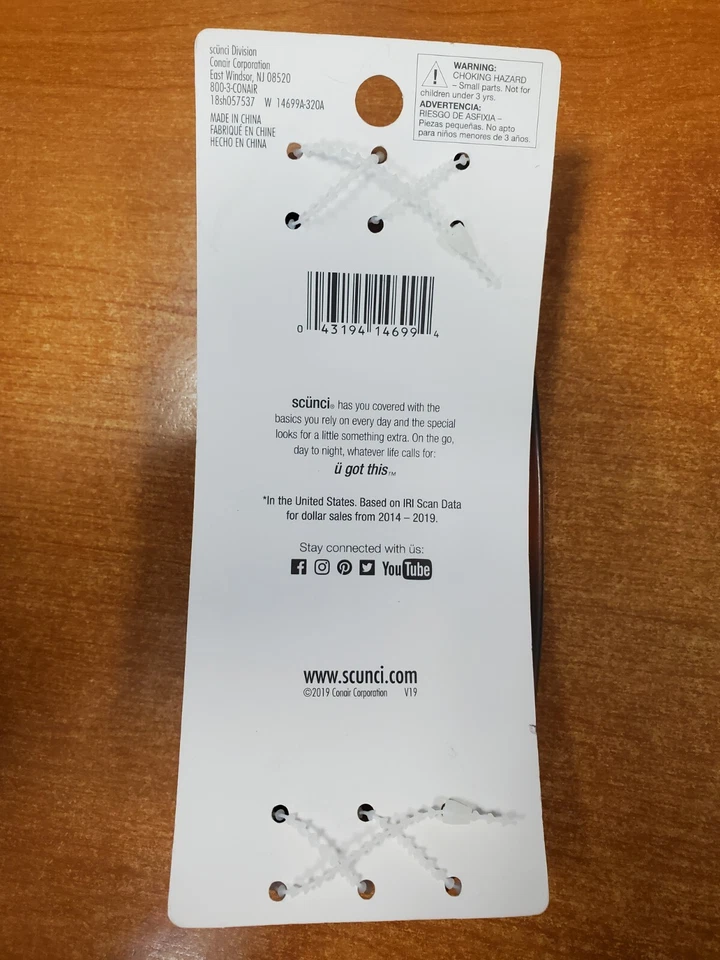 scünci Division
Conair Corporation
East Windsor, NJ 08520
800-3-CONAIR
18sh057537 W 14699A-320A
MADE IN CHINA
FABRIQUÉ EN CHINE
HECHO EN CHINA
WARNING:
CHOKING HAZARD
– Small parts. Not for
children under 3 yrs.
ADVERTENCIA:
RIESGO DE ASFIXIA –
Piezas pequeñas. No apto
para niños menores de 3 años.
0 43194 14699 4
scünci® has you covered with the
basics you rely on every day and the special
looks for a little something extra. On the go,
day to night, whatever life calls for:
ü got this™
*In the United States. Based on IRI Scan Data
for dollar sales from 2014 – 2019.
Stay connected with üs:
YouTube
www.scunci.com
©2019 Conair Corporation V19